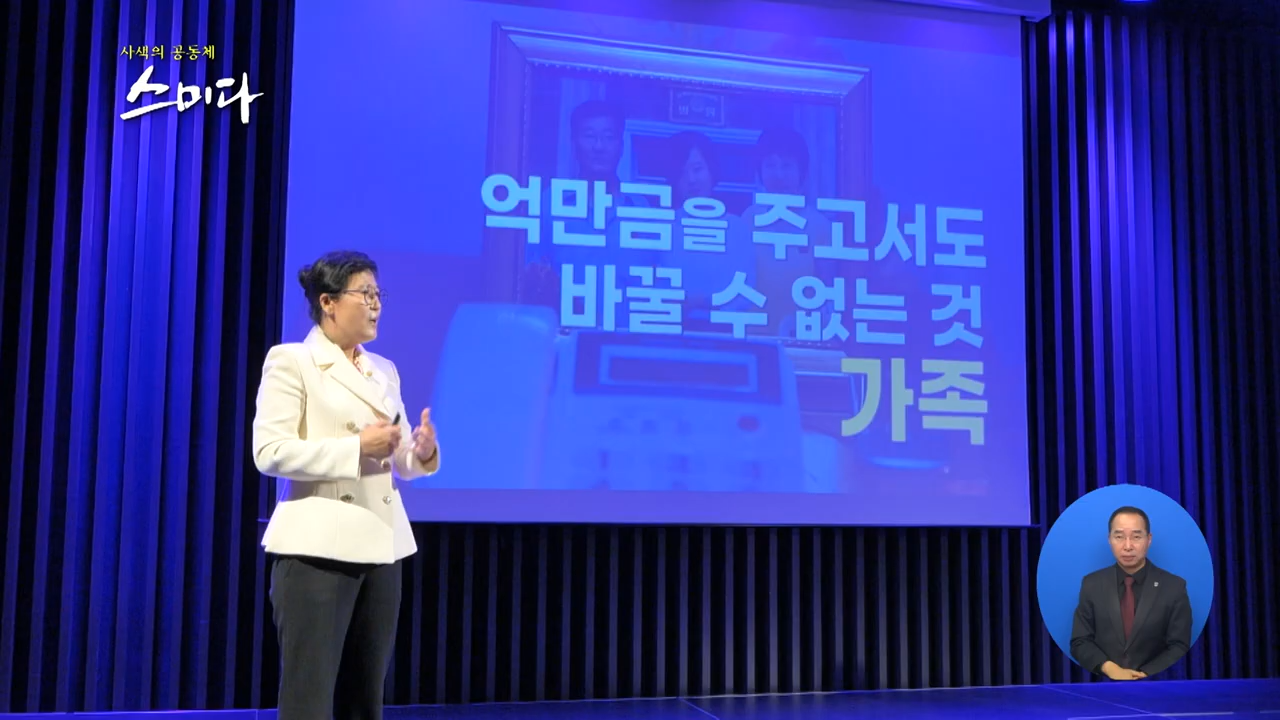 사색의 공동체
스미다
억만금을 주고서도
바꿀 수 없는 것
가족